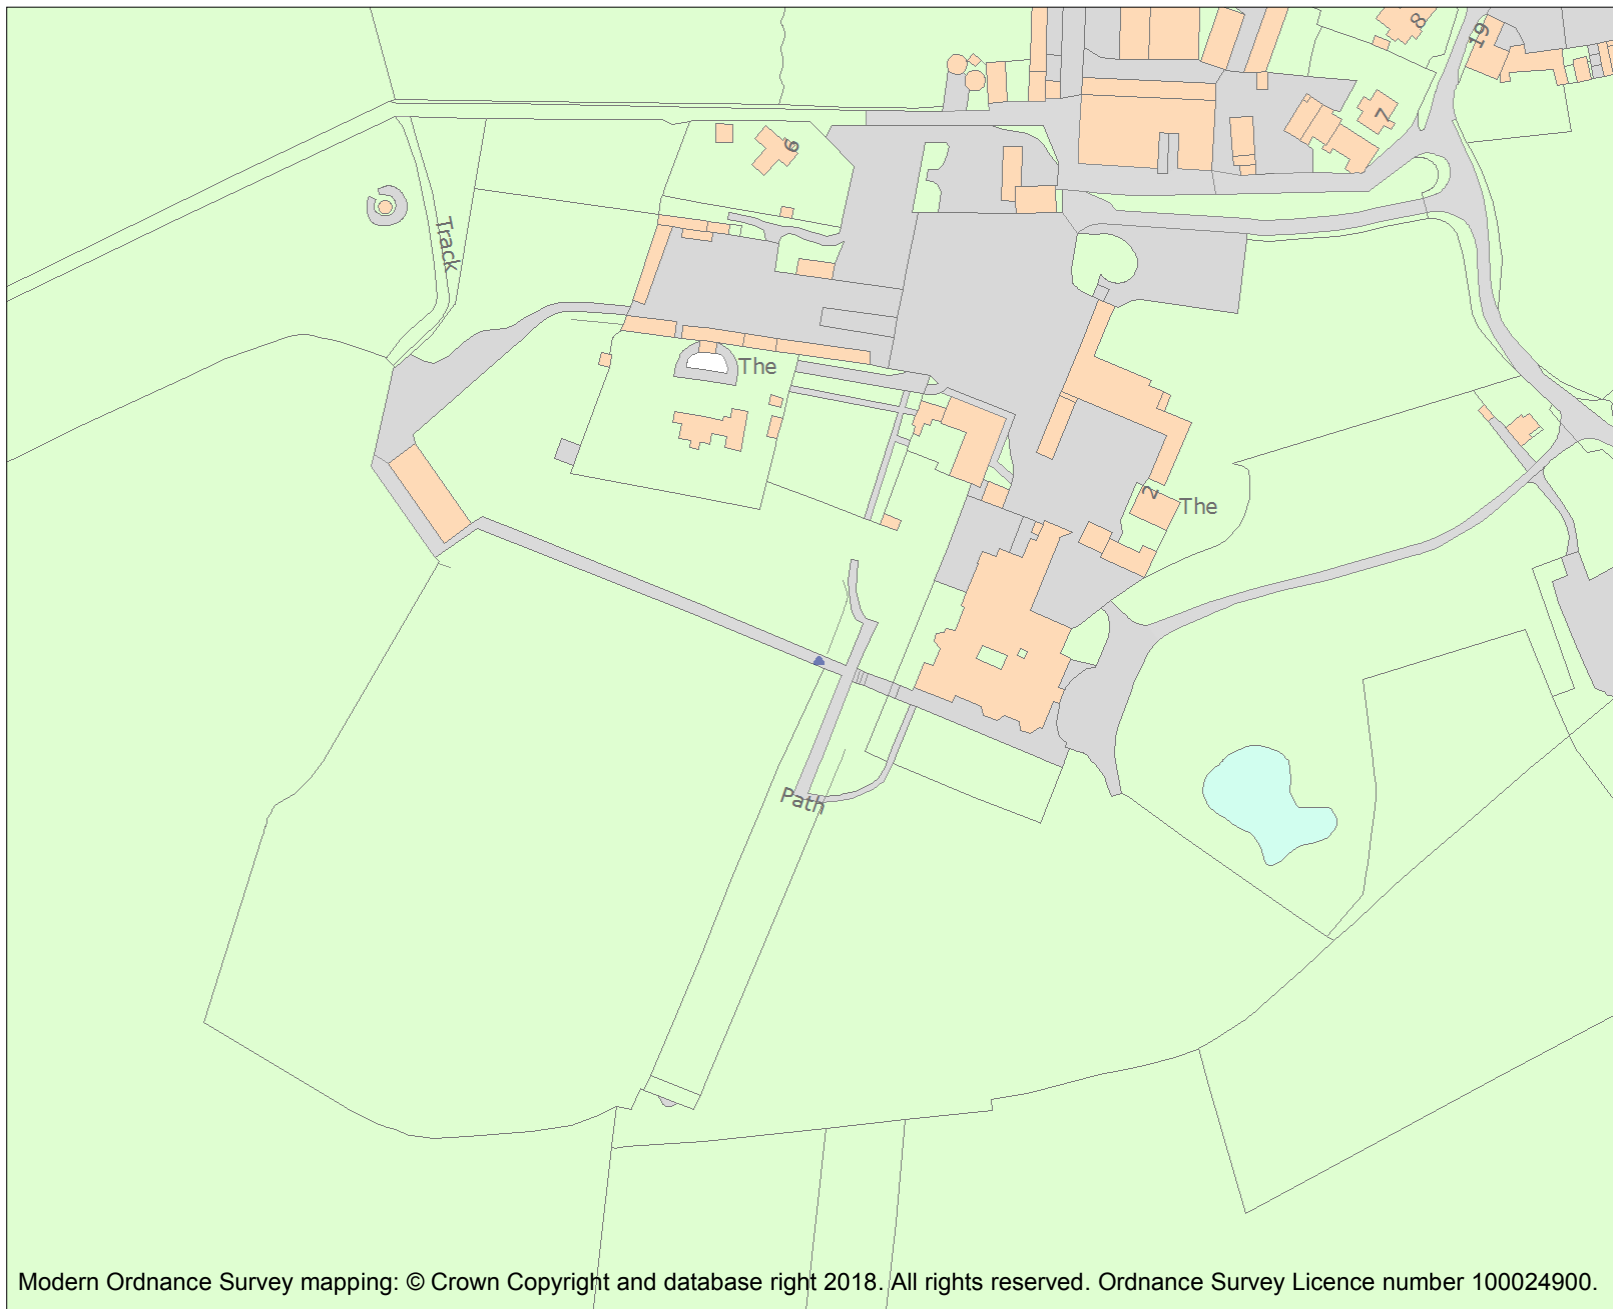 8
19
7
6
Track
The
2
The
Path
Modern Ordnance Survey mapping: © Crown Copyright and database right 2018. All rights reserved. Ordnance Survey Licence number 100024900.